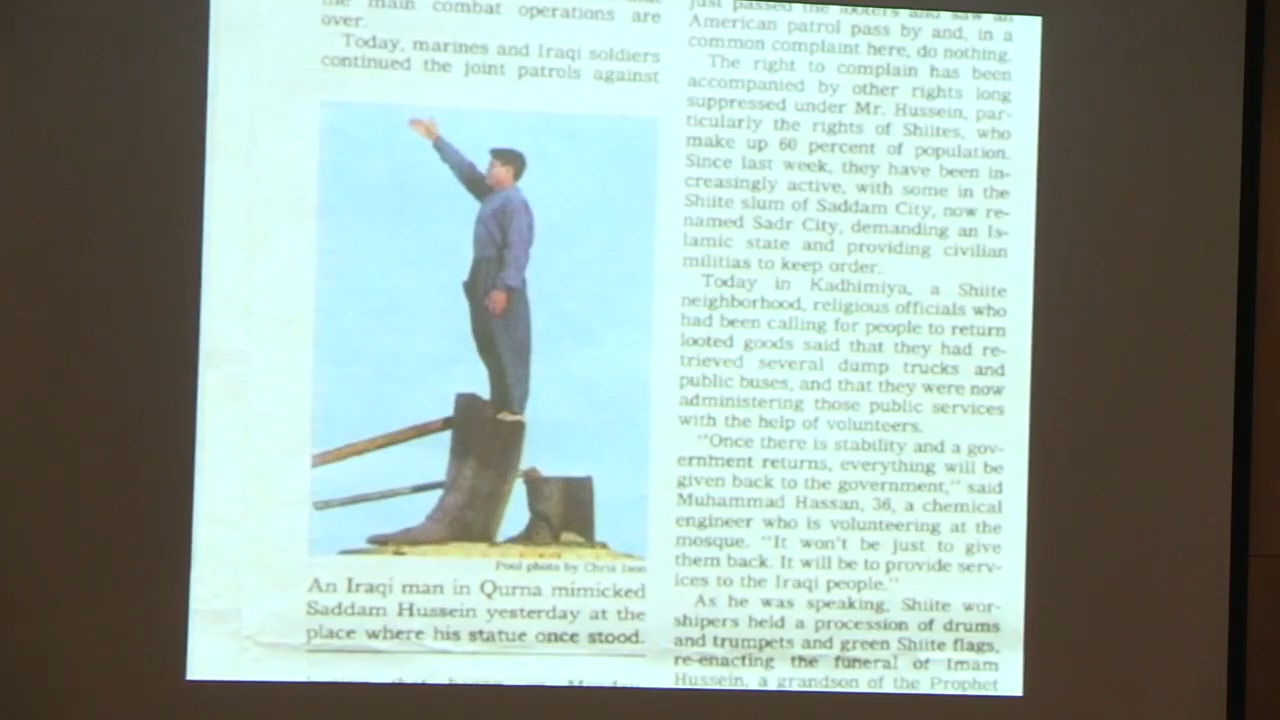 the main combat operations are
over.
Today, marines and Iraqi soldiers
continued the joint patrols against
Pool photo by Chris Ison
An Iraqi man in Qurna mimicked
Saddam Hussein yesterday at the
place where his statue once stood.
just passed the looters and saw an
American patrol pass by and, in a
common complaint here, do nothing.
The right to complain has been
accompanied by other rights long
suppressed under Mr. Hussein, par-
ticularly the rights of Shiites, who
make up 60 percent of population.
Since last week, they have been in-
creasingly active, with some in the
Shiite slum of Saddam City, now re-
named Sadr City, demanding an Is-
lamic state and providing civilian
militias to keep order.
Today in Kadhimiya, a Shiite
neighborhood, religious officials who
had been calling for people to return
looted goods said that they had re-
trieved several dump trucks and
public buses, and that they were now
administering those public services
with the help of volunteers.
"Once there is stability and a gov-
ernment returns, everything will be
given back to the government," said
Muhammad Hassan, 36, a chemical
engineer who is volunteering at the
mosque. "It won't be just to give
them back. It will be to provide serv-
ices to the Iraqi people."
As he was speaking, Shiite wor-
shipers held a procession of drums
and trumpets and green Shiite flags,
re-enacting the funeral of Imam
Hussein, a grandson of the Prophet